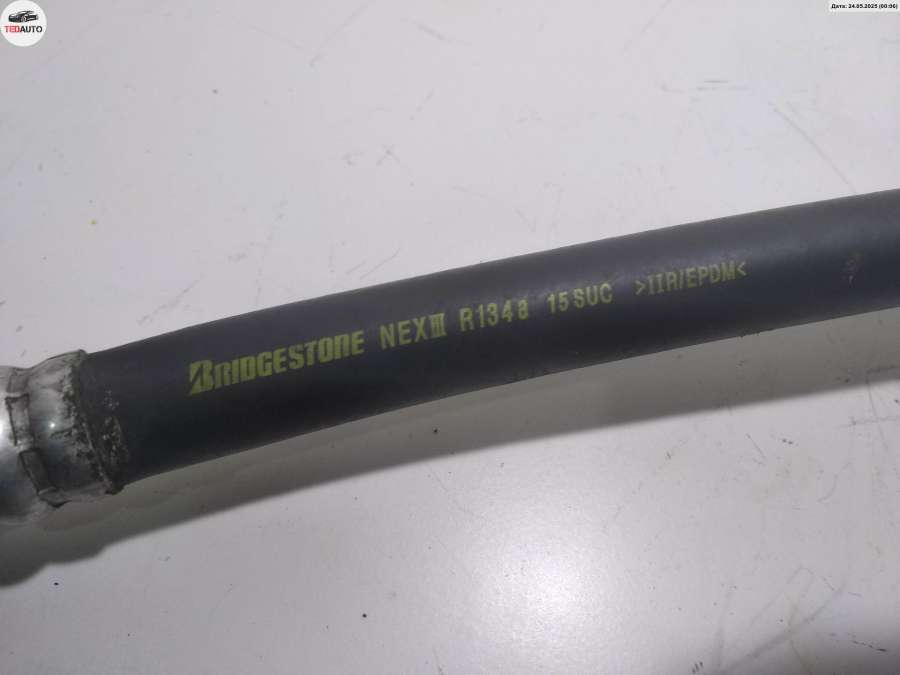 TEDAUTO
Дата: 24.05.2025 (00:06)
BRIDGESTONE NEXIII R134a 15SUC >IIR/EPDM<